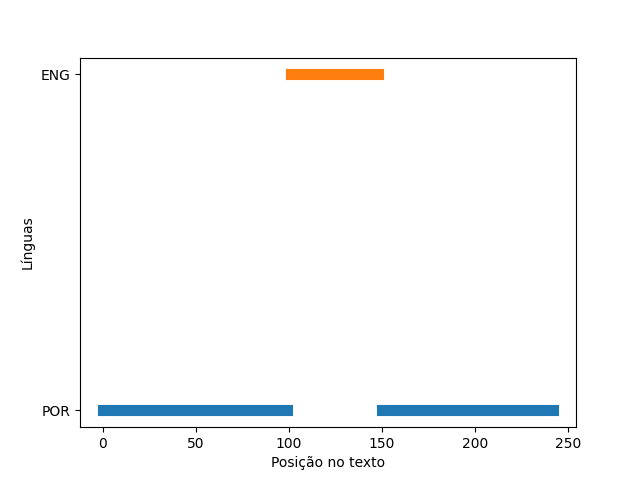 ENG
Línguas
POR
0 50 100 150 200 250
Posição no texto